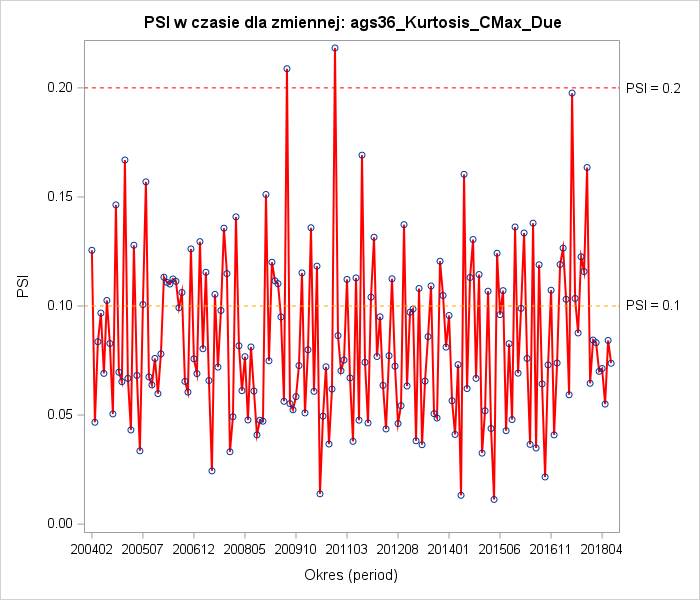 PSI w czasie dla zmiennej: ags36_Kurtosis_CMax_Due
0.20
PSI = 0.2
0.15
PSI
0.10
PSI = 0.1
0.05
0.00
200402 200507 200612 200805 200910 201103 201208 201401 201506 201611 201804
Okres (period)